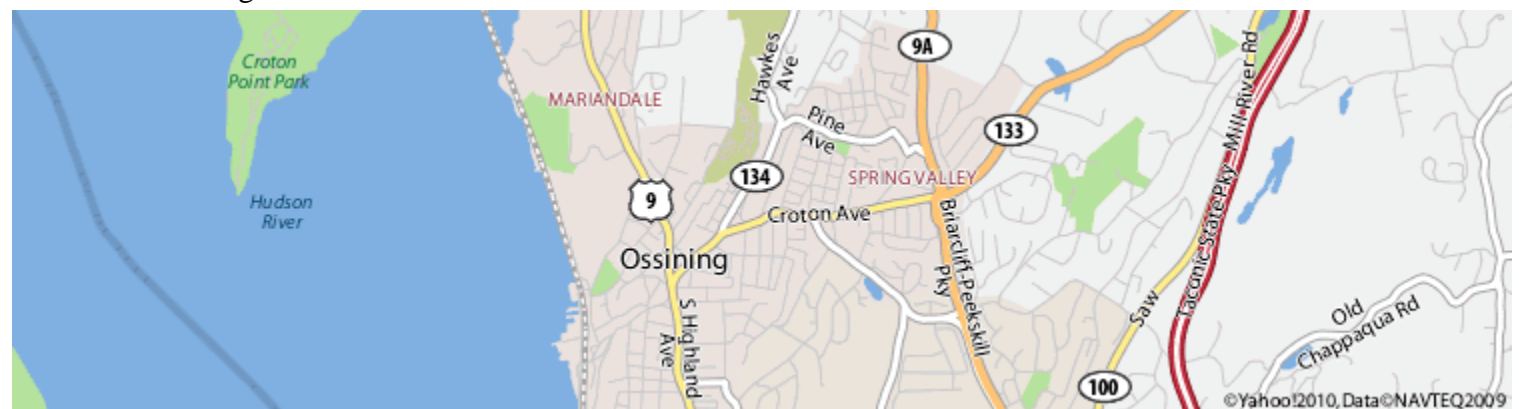 9A
Hawkes
Ave
Croton
Point Park
MARIANDALE
Pine
Ave
133
Mill River Rd
134
SPRING VALLEY
9
Hudson
River
Croton Ave
Ossining
Briarcliff-Peekskill
Pky
Taconic State Pky
Saw
S Highland
Ave
Old
Chappaqua Rd
100
©Yahoo!2010, Data©NAVTEQ2009